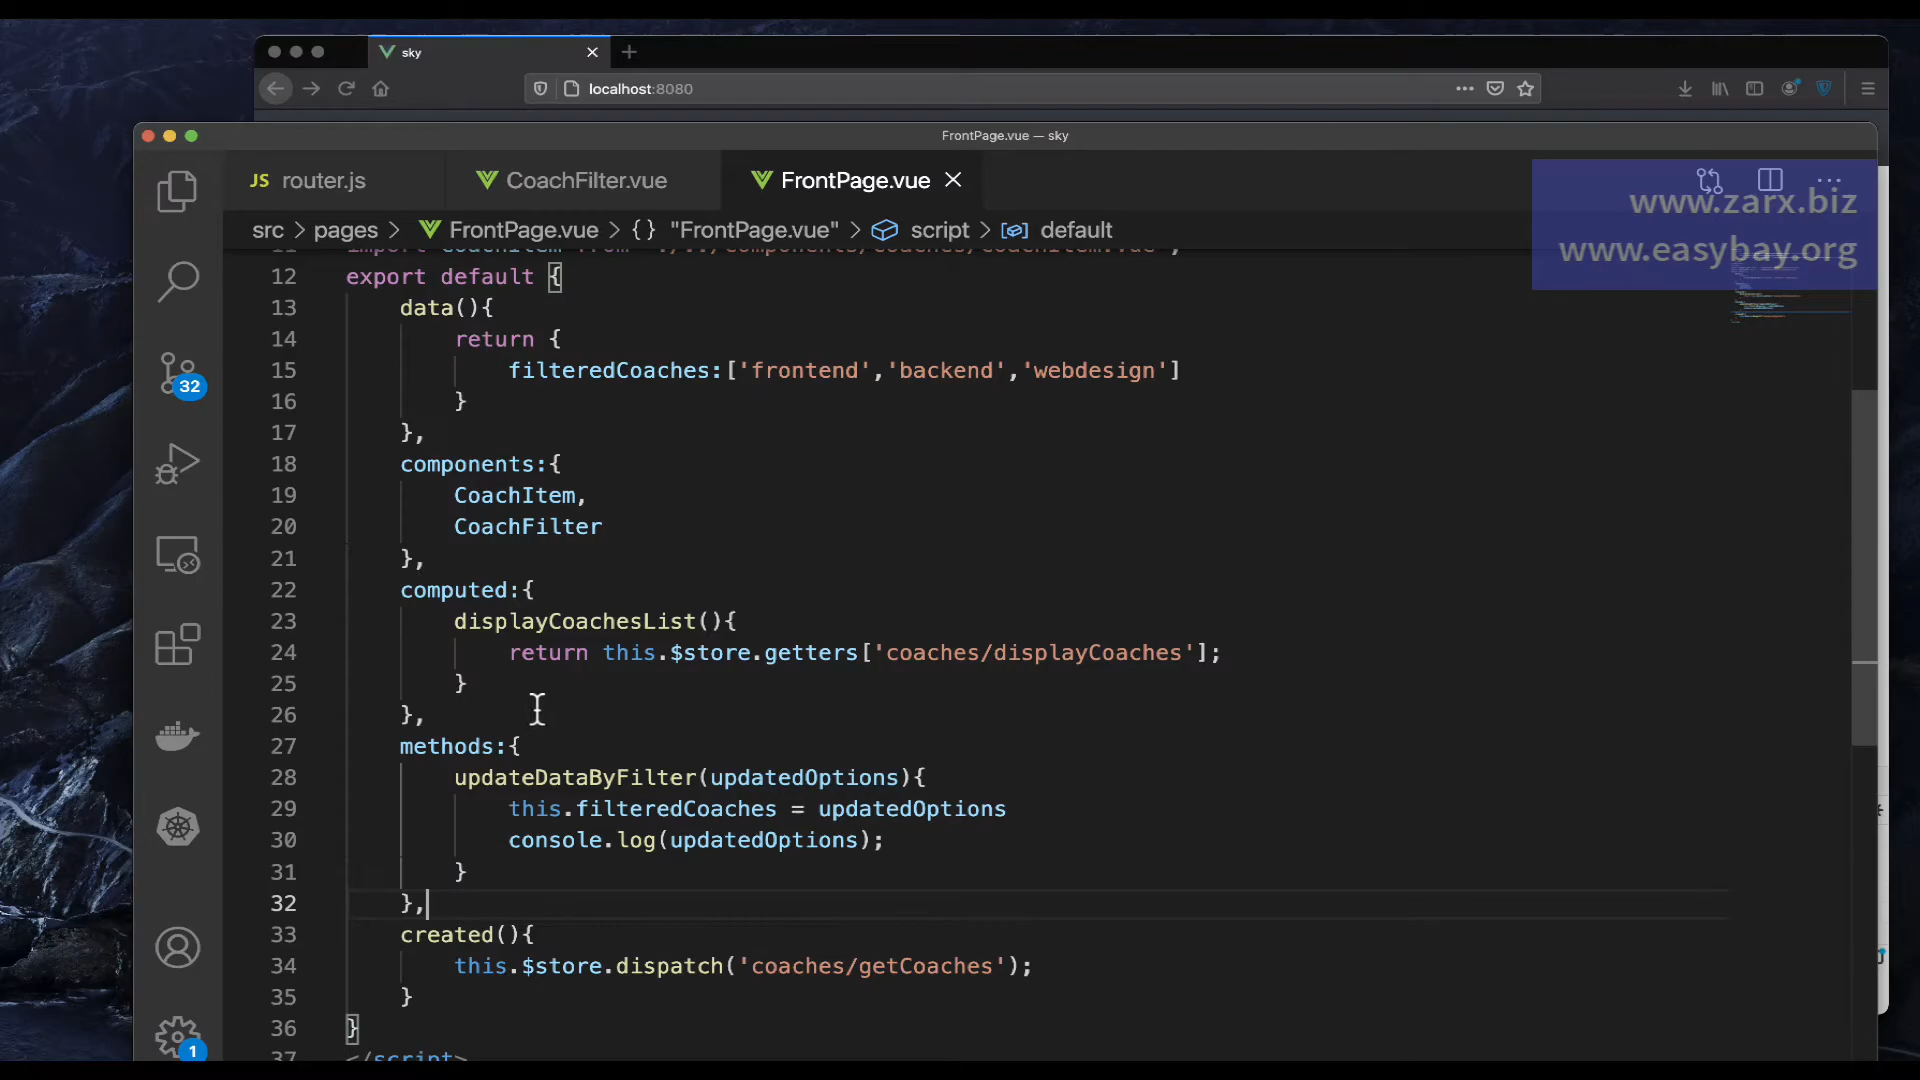 sky
localhost:8080
FrontPage.vue — sky
JS router.js
CoachFilter.vue
FrontPage.vue
www.zarx.biz
www.easybay.org
src > pages > FrontPage.vue > {} "FrontPage.vue" > script > default
12 export default {
13 data(){
14 return {
15 filteredCoaches:['frontend','backend','webdesign']
16 }
17 },
18 components:{
19 CoachItem,
20 CoachFilter
21 },
22 computed:{
23 displayCoachesList(){
24 return this.$store.getters['coaches/displayCoaches'];
25 }
26 },
27 methods:{
28 updateDataByFilter(updatedOptions){
29 this.filteredCoaches = updatedOptions
30 console.log(updatedOptions);
31 }
32 },
33 created(){
34 this.$store.dispatch('coaches/getCoaches');
35 }
36 }
37 </script>
32
1